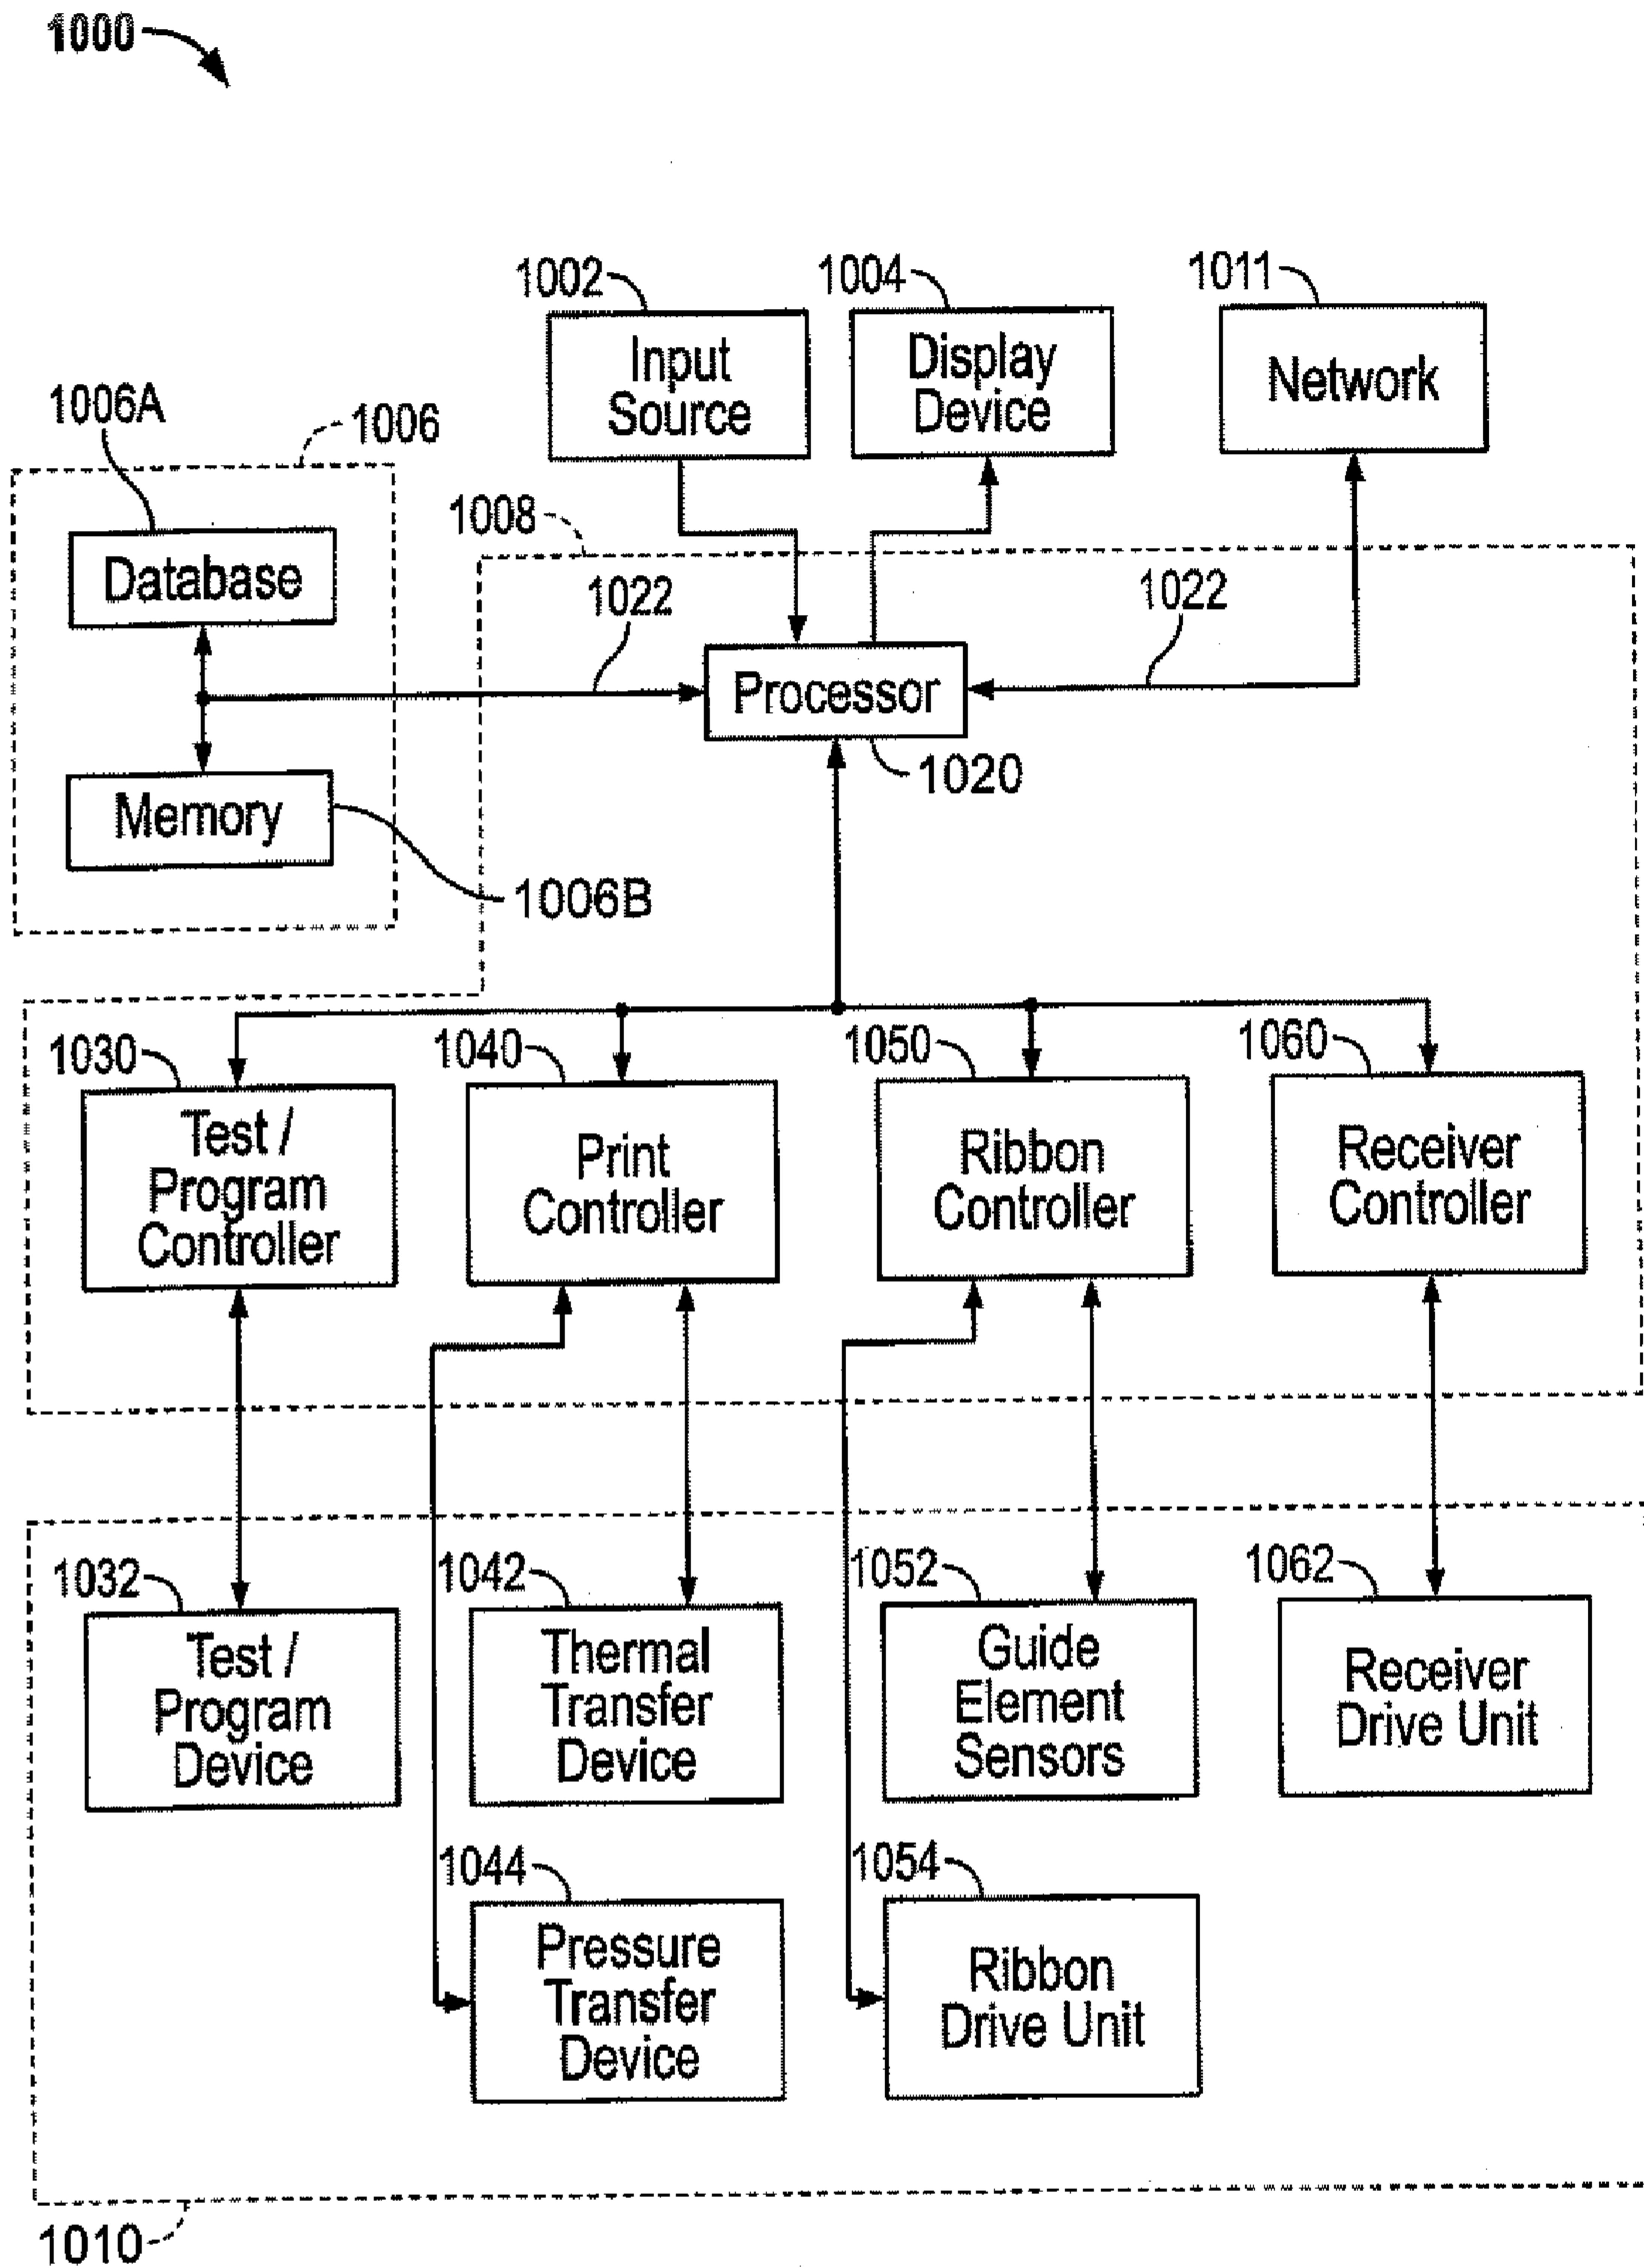 1000
1002
1004
1011
Input
Source
Display
Device
Network
1006A
1006
1008
Database
1022
1022
Processor
1020
Memory
1006B
1030
1040
1050
1060
Test /
Program
Controller
Print
Controller
Ribbon
Controller
Receiver
Controller
1032
1042
1052
1062
Test /
Program
Device
Thermal
Transfer
Device
Guide
Element
Sensors
Receiver
Drive Unit
1044
1054
Pressure
Transfer
Device
Ribbon
Drive Unit
1010